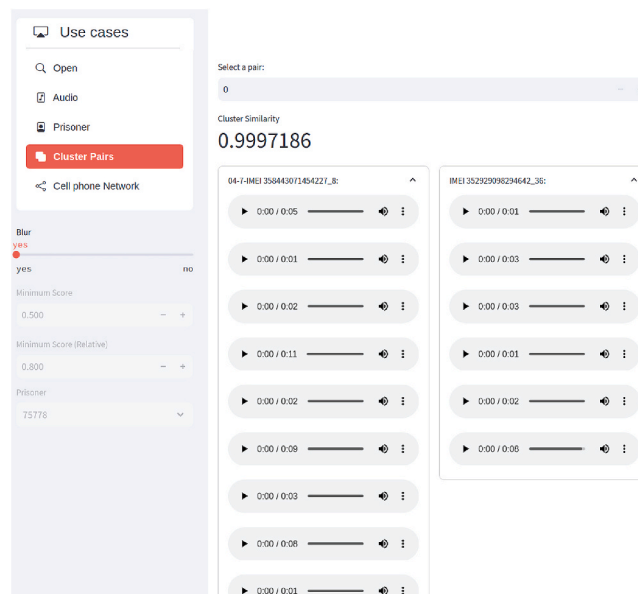 Use cases
Open
Audio
Prisoner
Cluster Pairs
Cell phone Network
Blur
yes
yes no
Minimum Score
0.500 − +
Minimum Score (Relative)
0.800 − +
Prisoner
75778
Select a pair:
0
Cluster Similarity
0.9997186
04-7-IMEI 358443071454227_8:
0:00 / 0:05
0:00 / 0:01
0:00 / 0:02
0:00 / 0:11
0:00 / 0:02
0:00 / 0:09
0:00 / 0:03
0:00 / 0:08
0:00 / 0:01
IMEI 352929098294642_36:
0:00 / 0:01
0:00 / 0:03
0:00 / 0:03
0:00 / 0:01
0:00 / 0:02
0:00 / 0:06